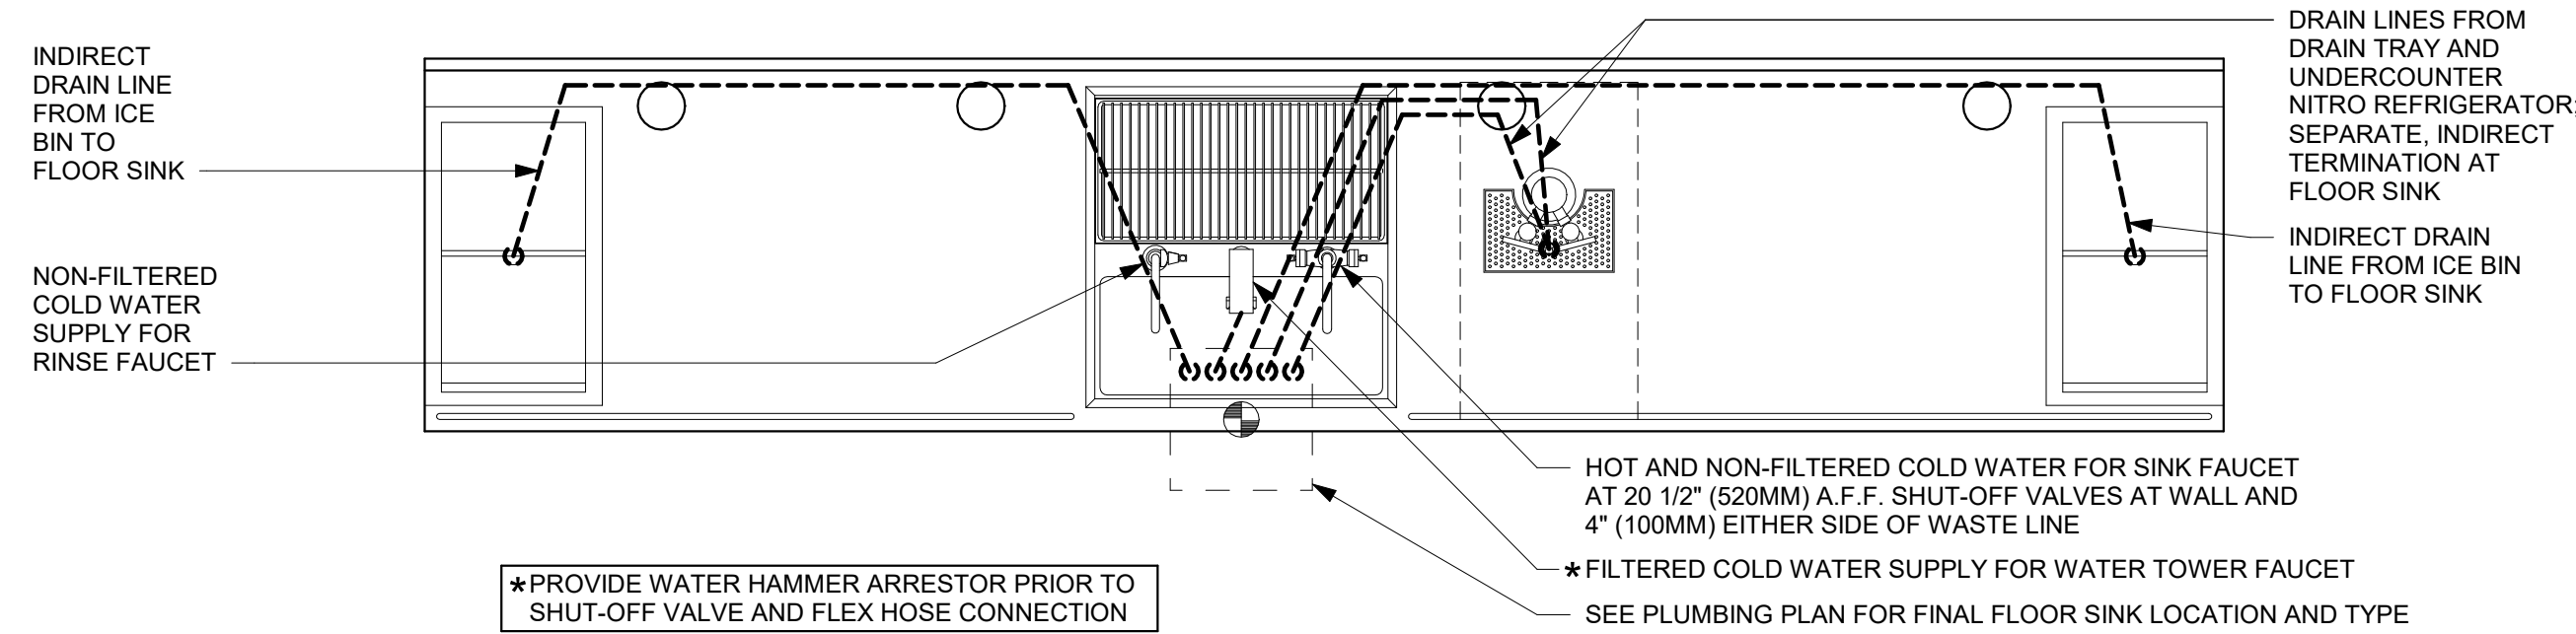 INDIRECT
DRAIN LINE
FROM ICE
BIN TO
FLOOR SINK
NON-FILTERED
COLD WATER
SUPPLY FOR
RINSE FAUCET
DRAIN LINES FROM
DRAIN TRAY AND
UNDERCOUNTER
NITRO REFRIGERATOR;
SEPARATE, INDIRECT
TERMINATION AT
FLOOR SINK
INDIRECT DRAIN
LINE FROM ICE BIN
TO FLOOR SINK
HOT AND NON-FILTERED COLD WATER FOR SINK FAUCET
AT 20 1/2" (520MM) A.F.F. SHUT-OFF VALVES AT WALL AND
4" (100MM) EITHER SIDE OF WASTE LINE
*FILTERED COLD WATER SUPPLY FOR WATER TOWER FAUCET
SEE PLUMBING PLAN FOR FINAL FLOOR SINK LOCATION AND TYPE
*PROVIDE WATER HAMMER ARRESTOR PRIOR TO
SHUT-OFF VALVE AND FLEX HOSE CONNECTION